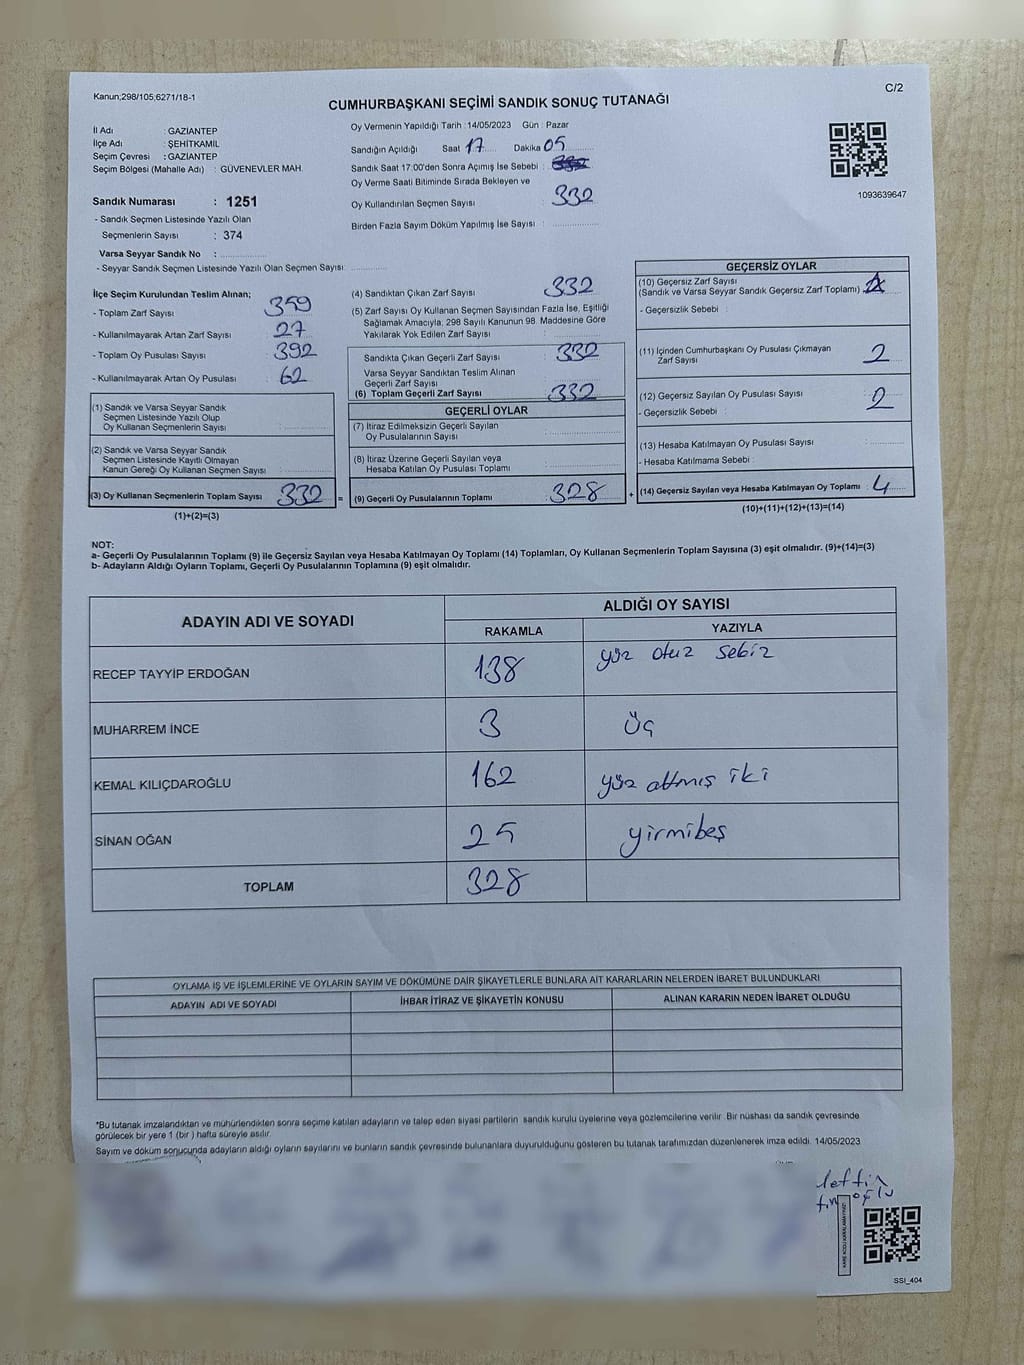 Kanun;298/105;6271/18-1
C/2
CUMHURBAŞKANI SEÇİMİ SANDIK SONUÇ TUTANAĞI
İl Adı : GAZİANTEP
İlçe Adı : ŞEHİTKAMİL
Seçim Çevresi : GAZİANTEP
Seçim Bölgesi (Mahalle Adı) : GÜVENEVLER MAH.
Sandık Numarası : 1251
- Sandık Seçmen Listesinde Yazılı Olan
Seçmenlerin Sayısı : 374
Varsa Seyyar Sandık No :
- Seyyar Sandık Seçmen Listesinde Yazılı Olan Seçmen Sayısı:
Oy Vermenin Yapıldığı Tarih : 14/05/2023 Gün : Pazar
Sandığın Açıldığı Saat 17 Dakika 05
Sandık Saat 17:00'den Sonra Açımış İse Sebebi :
Oy Verme Saati Bitiminde Sırada Bekleyen ve
Oy Kullandırılan Seçmen Sayısı : 332
Birden Fazla Sayım Döküm Yapılmış İse Sayısı :
1093639647
İlçe Seçim Kurulundan Teslim Alınan;
- Toplam Zarf Sayısı : 359
- Kullanılmayarak Artan Zarf Sayısı : 27
- Toplam Oy Pusulası Sayısı : 392
- Kullanılmayarak Artan Oy Pusulası : 62
(1) Sandık ve Varsa Seyyar Sandık
Seçmen Listesinde Yazılı Olup
Oy Kullanan Seçmenlerin Sayısı :
(2) Sandık ve Varsa Seyyar Sandık
Seçmen Listesinde Kayıtlı Olmayan
Kanun Gereği Oy Kullanan Seçmen Sayısı :
(3) Oy Kullanan Seçmenlerin Toplam Sayısı : 332 =
(1)+(2)=(3)
(4) Sandıktan Çıkan Zarf Sayısı : 332
(5) Zarf Sayısı Oy Kullanan Seçmen Sayısından Fazla İse, Eşitliği
Sağlamak Amacıyla; 298 Sayılı Kanunun 98. Maddesine Göre
Yakılarak Yok Edilen Zarf Sayısı :
Sandıkta Çıkan Geçerli Zarf Sayısı : 332
Varsa Seyyar Sandıktan Teslim Alınan
Geçerli Zarf Sayısı :
(6) Toplam Geçerli Zarf Sayısı : 332
GEÇERLİ OYLAR
(7) İtiraz Edilmeksizin Geçerli Sayılan
Oy Pusulalarının Sayısı :
(8) İtiraz Üzerine Geçerli Sayılan veya
Hesaba Katılan Oy Pusulası Toplamı :
(9) Geçerli Oy Pusulalarının Toplamı : 328 +
GEÇERSİZ OYLAR
(10) Geçersiz Zarf Sayısı
(Sandık ve Varsa Seyyar Sandık Geçersiz Zarf Toplamı) :
- Geçersizlik Sebebi :
(11) İçinden Cumhurbaşkanı Oy Pusulası Çıkmayan
Zarf Sayısı : 2
(12) Geçersiz Sayılan Oy Pusulası Sayısı : 2
- Geçersizlik Sebebi :
(13) Hesaba Katılmayan Oy Pusulası Sayısı :
- Hesaba Katılmama Sebebi :
(14) Geçersiz Sayılan veya Hesaba Katılmayan Oy Toplamı : 4
(10)+(11)+(12)+(13)=(14)
NOT:
a- Geçerli Oy Pusulalarının Toplamı (9) ile Geçersiz Sayılan veya Hesaba Katılmayan Oy Toplamı (14) Toplamları, Oy Kullanan Seçmenlerin Toplam Sayısına (3) eşit olmalıdır. (9)+(14)=(3)
b- Adayların Aldığı Oyların Toplamı, Geçerli Oy Pusulalarının Toplamına (9) eşit olmalıdır.
ADAYIN ADI VE SOYADI
ALDIĞI OY SAYISI
RAKAMLA YAZIYLA
RECEP TAYYİP ERDOĞAN 138 yüz otuz sekiz
MUHARREM İNCE 3 üç
KEMAL KILIÇDAROĞLU 162 yüz altmış iki
SİNAN OĞAN 25 yirmibeş
TOPLAM 328
OYLAMA İŞ VE İŞLEMLERİNE VE OYLARIN SAYIM VE DÖKÜMÜNE DAİR ŞİKAYETLERLE BUNLARA AİT KARARLARIN NELERDEN İBARET BULUNDUKLARI
ADAYIN ADI VE SOYADI İHBAR İTİRAZ VE ŞİKAYETİN KONUSU ALINAN KARARIN NEDEN İBARET OLDUĞU
*Bu tutanak imzalandıktan ve mühürlendikten sonra seçime katılan adayların ve talep eden siyasi partilerin sandık kurulu üyelerine veya gözlemcilerine verilir. Bir nüshası da sandık çevresinde
görülecek bir yere 1 (bir) hafta süreyle asılır.
Sayım ve döküm sonucunda adayların aldığı oyların sayılarını ve bunların sandık çevresinde bulunanlara duyurulduğunu gösteren bu tutanak tarafımızdan düzenlenerek imza edildi. 14/05/2023
SSİ_404